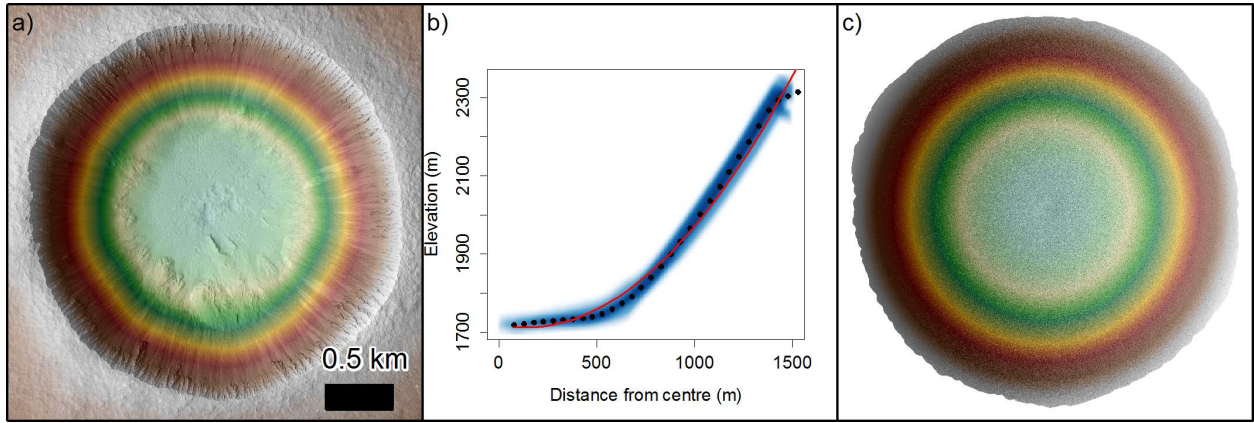 a)
0.5 km
b)
Elevation (m)
2300
2100
1900
1700
0
500
1000
1500
Distance from centre (m)
c)